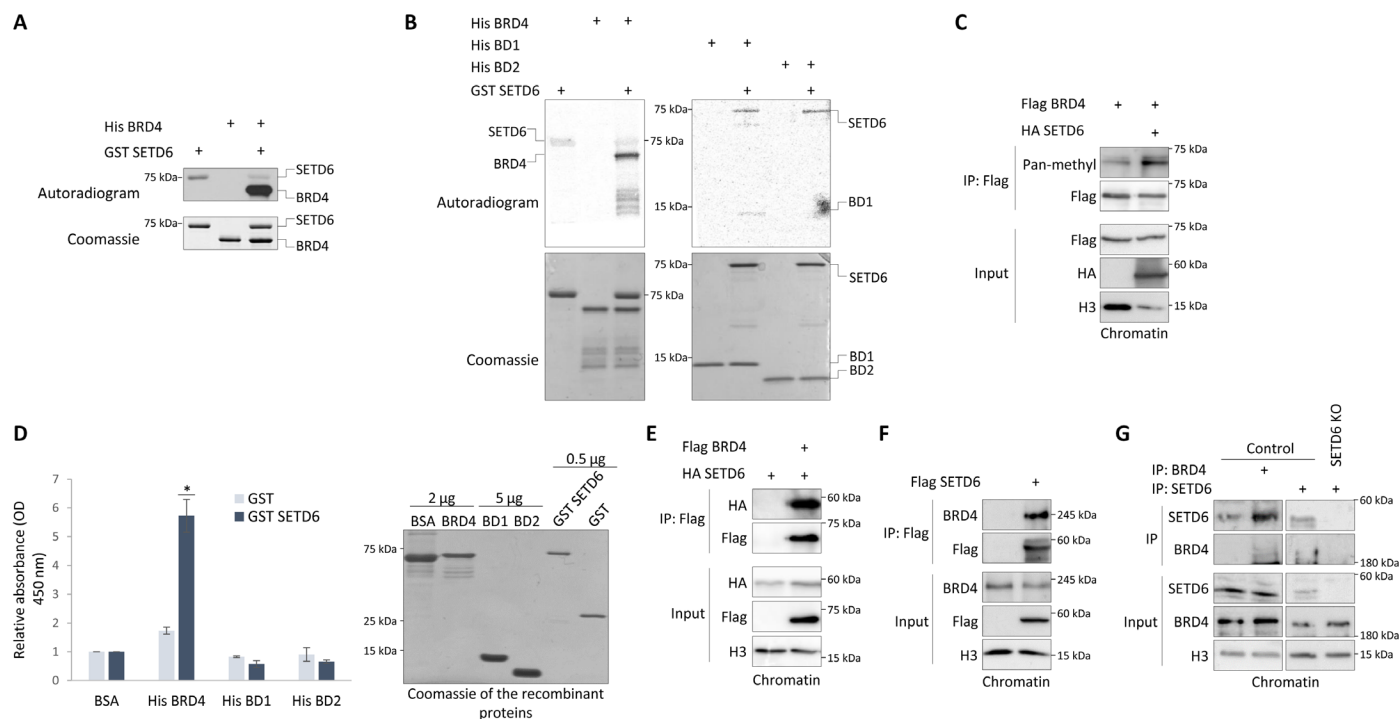 A
His BRD4 + +
GST SETD6 + +
75 kDa SETD6
Autoradiogram BRD4
75 kDa SETD6
Coomassie BRD4
B
His BRD4 + +
His BD1 + +
His BD2 + +
GST SETD6 + + + +
75 kDa SETD6
SETD6 75 kDa
BRD4
Autoradiogram 15 kDa BD1
75 kDa SETD6
75 kDa
Coomassie 15 kDa BD1
BD2
C
Flag BRD4 + +
HA SETD6 +
75 kDa
IP: Flag Pan-methyl
75 kDa
Flag
75 kDa
Input Flag
HA 60 kDa
H3 15 kDa
Chromatin
D
Relative absorbance (OD
450 nm)
7
6
5
4
3
2
1
0
GST
GST SETD6
*
BSA His BRD4 His BD1 His BD2
2 µg 5 µg 0.5 µg
BSA BRD4 BD1 BD2 GST SETD6 GST
75 kDa
25 kDa
15 kDa
Coomassie of the recombinant
proteins
E
Flag BRD4 +
HA SETD6 + +
IP: Flag HA 60 kDa
75 kDa
Flag
Input HA 60 kDa
75 kDa
Flag
H3 15 kDa
Chromatin
F
Flag SETD6 +
IP: Flag BRD4 245 kDa
60 kDa
Flag
Input BRD4 245 kDa
60 kDa
Flag
H3 15 kDa
Chromatin
G
Control SETD6 KO
IP: BRD4 +
IP: SETD6 + +
60 kDa
IP SETD6
BRD4
180 kDa
Input SETD6 60 kDa
BRD4
180 kDa
H3 15 kDa
Chromatin